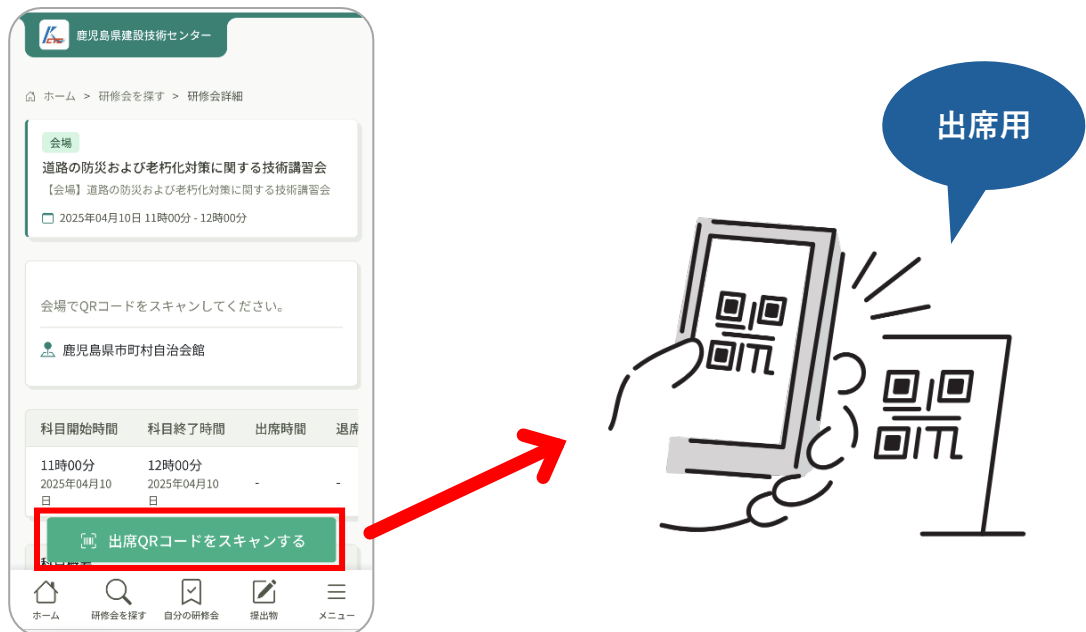 鹿児島県建設技術センター
ホーム > 研修会を探す > 研修会詳細
会場
道路の防災および老朽化対策に関する技術講習会
【会場】道路の防災および老朽化対策に関する技術講習会
2025年04月10日 11時00分 - 12時00分
会場でQRコードをスキャンしてください。
鹿児島県市町村自治会館
科目開始時間 科目終了時間 出席時間 退席
11時00分 12時00分
2025年04月10 2025年04月10 - -
日 日
出席QRコードをスキャンする
ホーム 研修会を探す 自分の研修会 提出物 メニュー
出席用